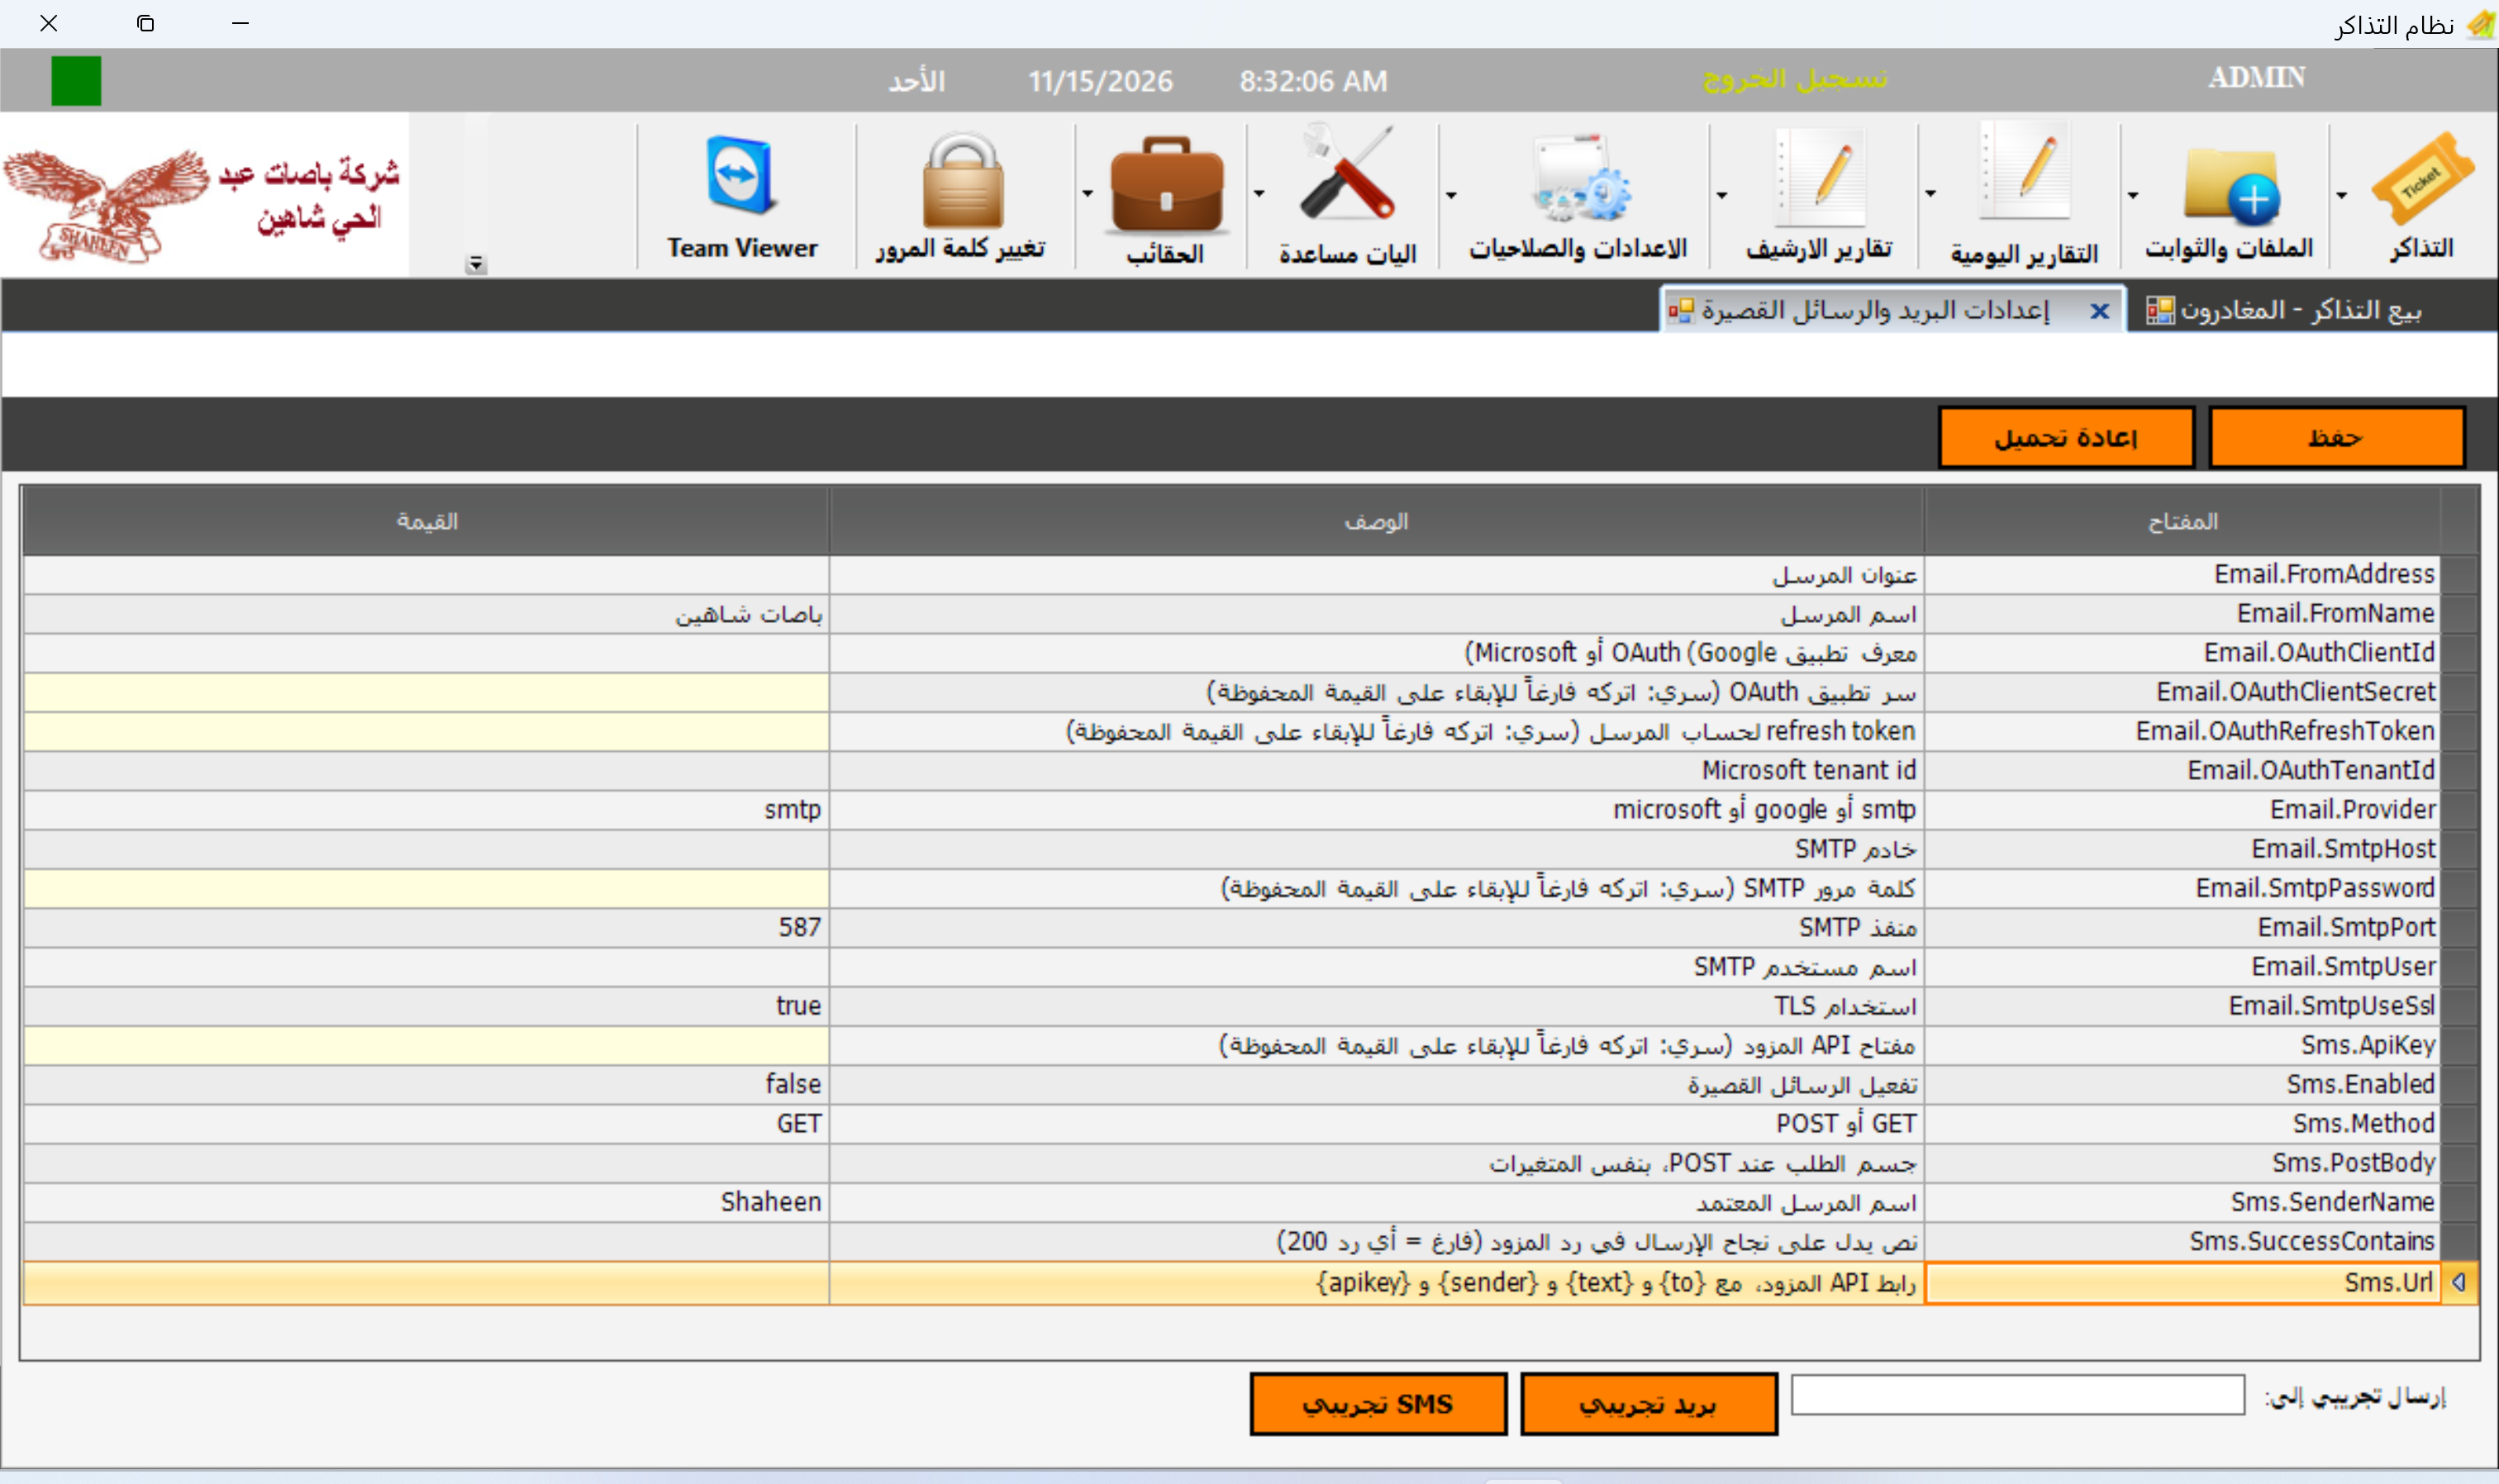 نظام التذاكر
ADMIN تسجيل الخروج 8:32:06 AM 11/15/2026 الأحد
التذاكر
الملفات والثوابت
التقارير اليومية
تقارير الارشيف
الاعدادات والصلاحيات
اليات مساعدة
الحقائب
تغيير كلمة المرور
Team Viewer
Ticket
شركة باصات عبد
الحي شاهين
SHAHEEN
بيع التذاكر - المغادرون
إعدادات البريد والرسائل القصيرة
حفظ
إعادة تحميل
المفتاح الوصف القيمة
Email.FromAddress عنوان المرسل
Email.FromName اسم المرسل باصات شاهين
Email.OAuthClientId معرف تطبيق OAuth (Google أو Microsoft)
Email.OAuthClientSecret سر تطبيق OAuth (سري: اتركه فارغاً للإبقاء على القيمة المحفوظة)
Email.OAuthRefreshToken refresh token لحساب المرسل (سري: اتركه فارغاً للإبقاء على القيمة المحفوظة)
Email.OAuthTenantId Microsoft tenant id
Email.Provider smtp أو google أو microsoft smtp
Email.SmtpHost خادم SMTP
Email.SmtpPassword كلمة مرور SMTP (سري: اتركه فارغاً للإبقاء على القيمة المحفوظة)
Email.SmtpPort منفذ SMTP 587
Email.SmtpUser اسم مستخدم SMTP
Email.SmtpUseSsl استخدام TLS true
Sms.ApiKey مفتاح API المزود (سري: اتركه فارغاً للإبقاء على القيمة المحفوظة)
Sms.Enabled تفعيل الرسائل القصيرة false
Sms.Method GET أو POST GET
Sms.PostBody جسم الطلب عند POST، بنفس المتغيرات
Sms.SenderName اسم المرسل المعتمد Shaheen
Sms.SuccessContains نص يدل على نجاح الإرسال في رد المزود (فارغ = أي رد 200)
Sms.Url رابط API المزود، مع {to} و {text} و {sender} و {apikey}
إرسال تجريبي إلى:
بريد تجريبي
SMS تجريبي